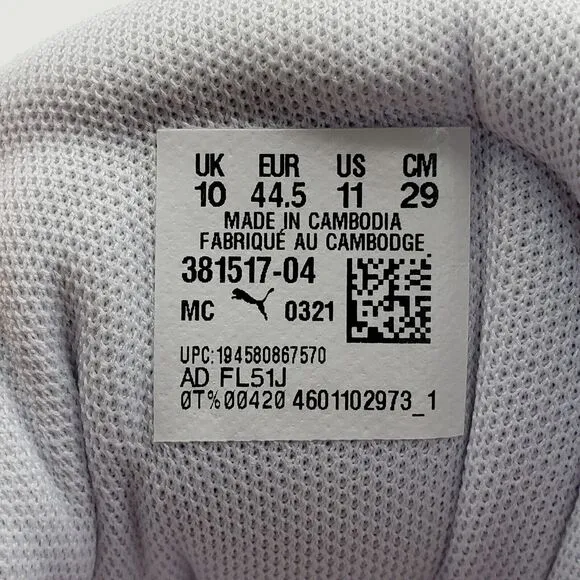 UK EUR US CM
10 44.5 11 29
MADE IN CAMBODIA
FABRIQUÉ AU CAMBODGE
381517-04
MC 0321
UPC:194580867570
AD FL51J
0T%00420 4601102973_1